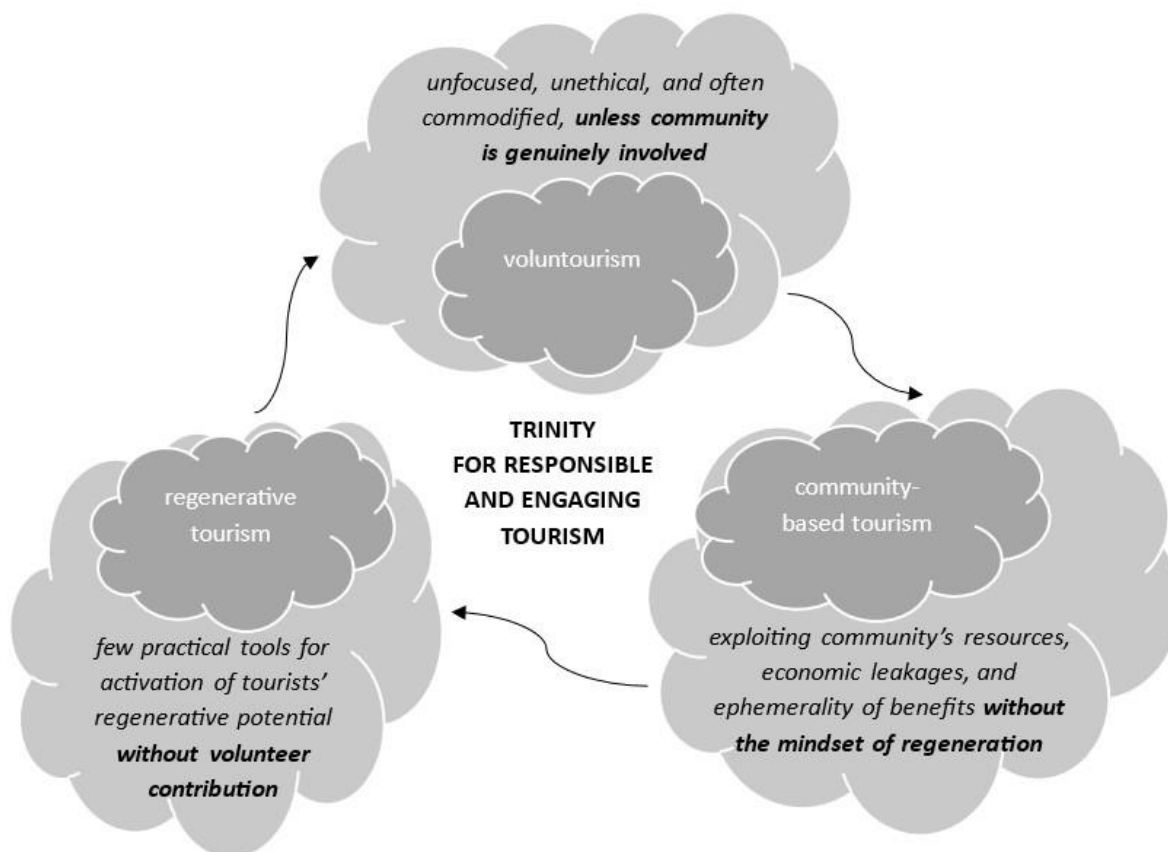 unfocused, unethical, and often
commodified, unless community
is genuinely involved
voluntourism
TRINITY
FOR RESPONSIBLE
AND ENGAGING
TOURISM
regenerative
tourism
few practical tools for
activation of tourists’
regenerative potential
without volunteer
contribution
community-
based tourism
exploiting community’s resources,
economic leakages, and
ephemerality of benefits without
the mindset of regeneration